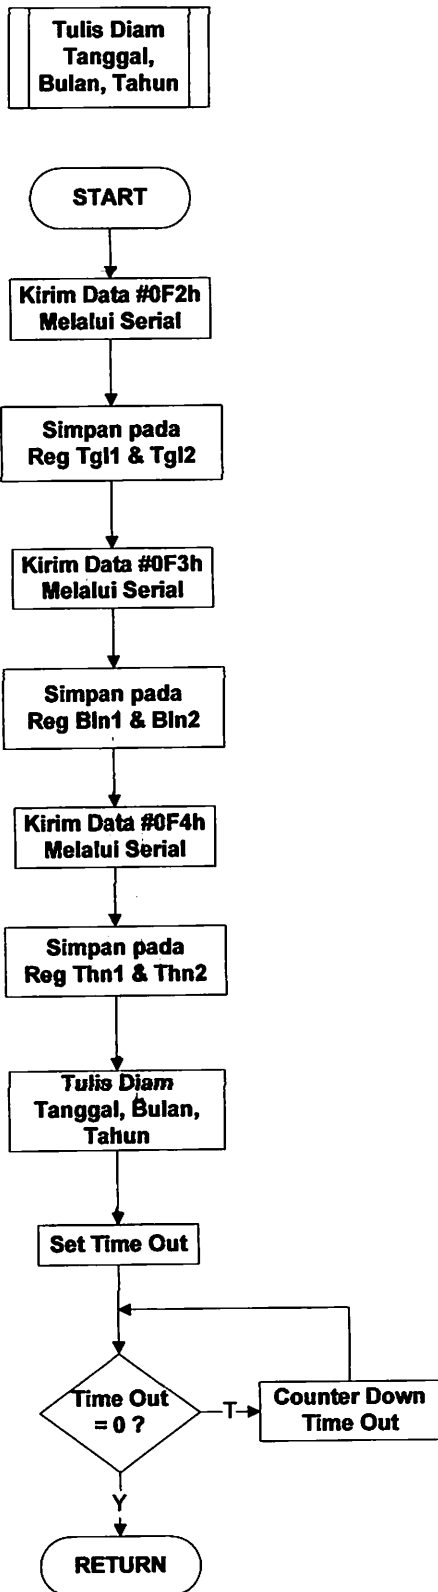 Tulis Diam
Tanggal,
Bulan, Tahun
START
Kirim Data #0F2h
Melalui Serial
Simpan pada
Reg Tgl1 & Tgl2
Kirim Data #0F3h
Melalui Serial
Simpan pada
Reg Bln1 & Bln2
Kirim Data #0F4h
Melalui Serial
Simpan pada
Reg Thn1 & Thn2
Tulis Diam
Tanggal, Bulan,
Tahun
Set Time Out
Time Out
= 0 ?
T
Counter Down
Time Out
Y
RETURN